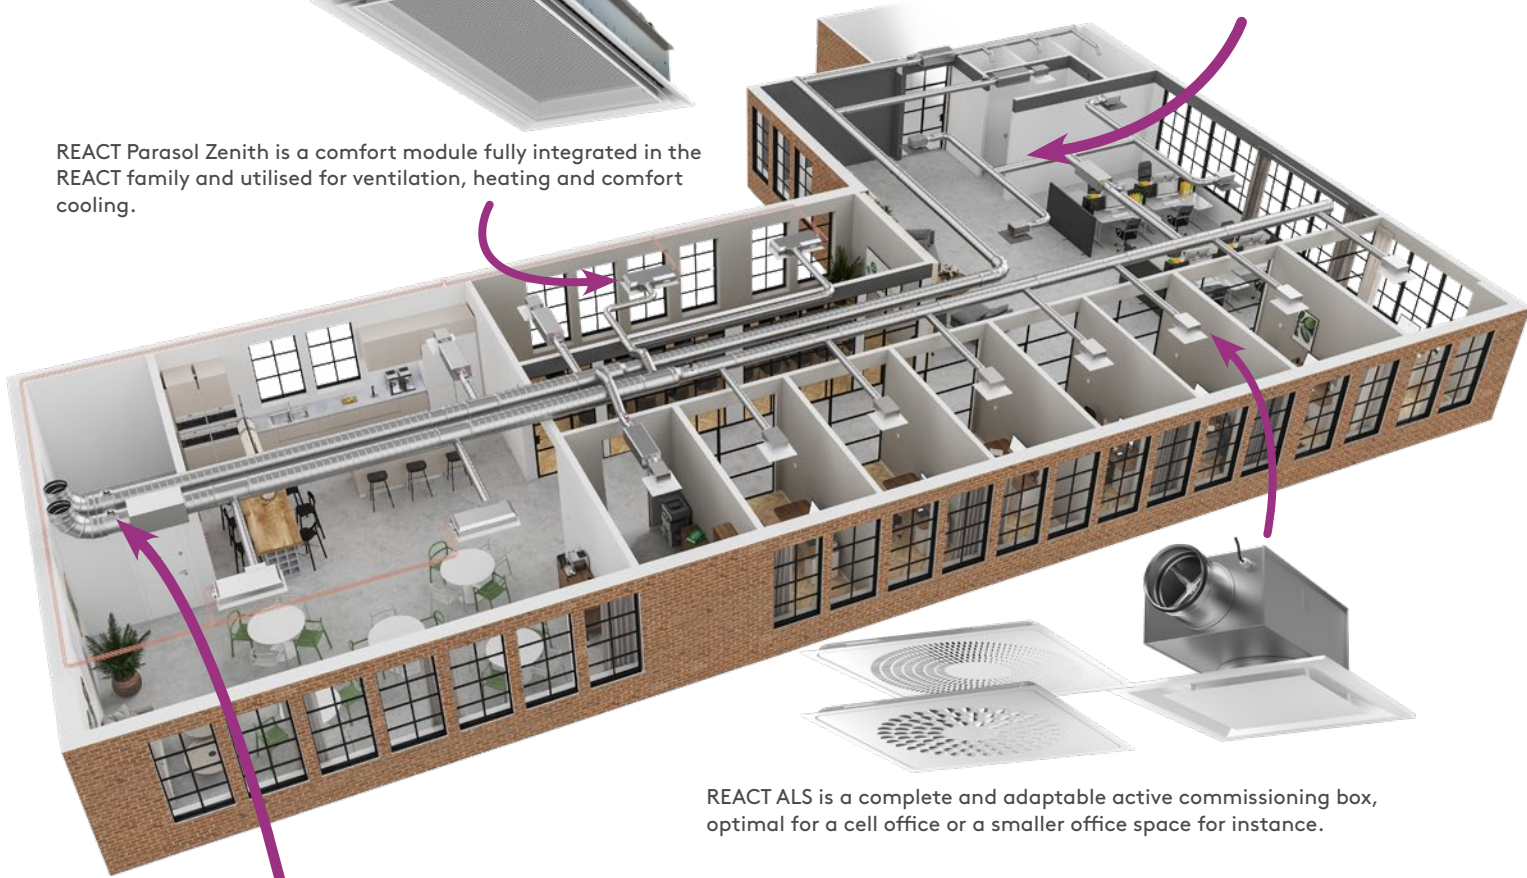 REACT Parasol Zenith is a comfort module fully integrated in the
REACT family and utilised for ventilation, heating and comfort
cooling.
REACT ALS is a complete and adaptable active commissioning box,
optimal for a cell office or a smaller office space for instance.